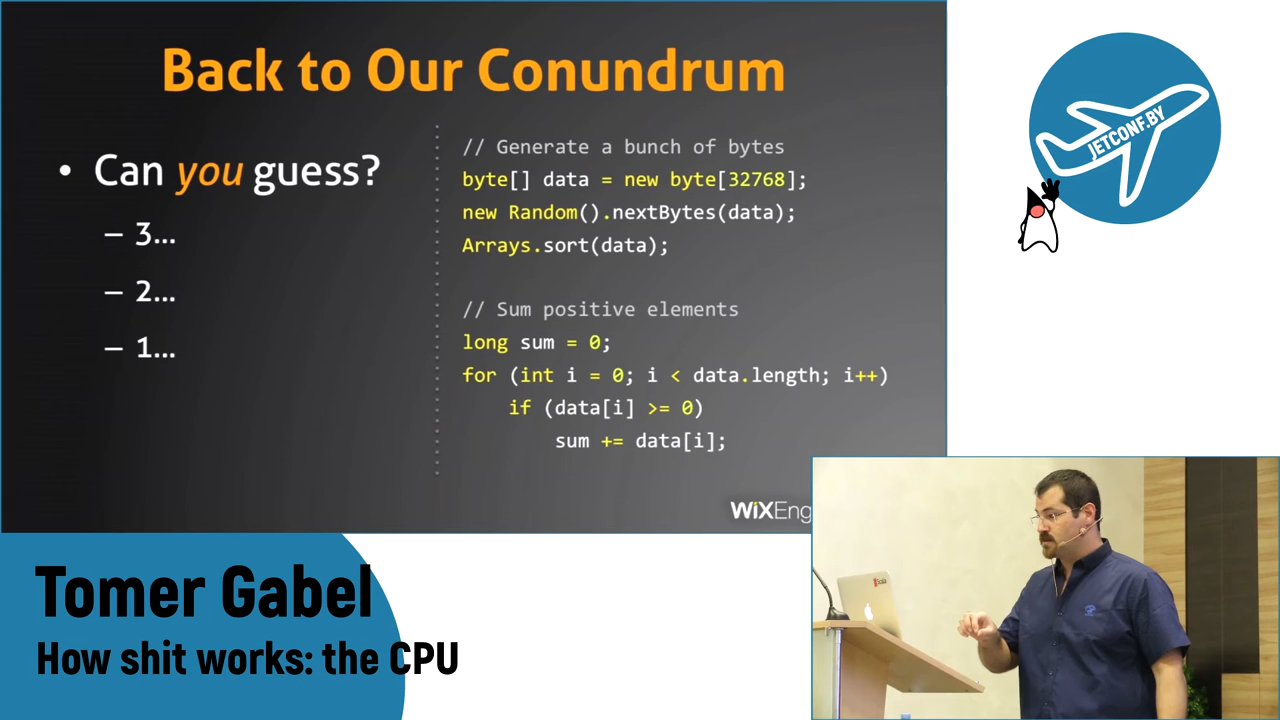 Back to Our Conundrum
• Can you guess?
– 3...
– 2...
– 1...
// Generate a bunch of bytes
byte[] data = new byte[32768];
new Random().nextBytes(data);
Arrays.sort(data);
// Sum positive elements
long sum = 0;
for (int i = 0; i < data.length; i++)
if (data[i] >= 0)
sum += data[i];
WiXEng
JETCONF.BY
Tomer Gabel
How shit works: the CPU
Scala